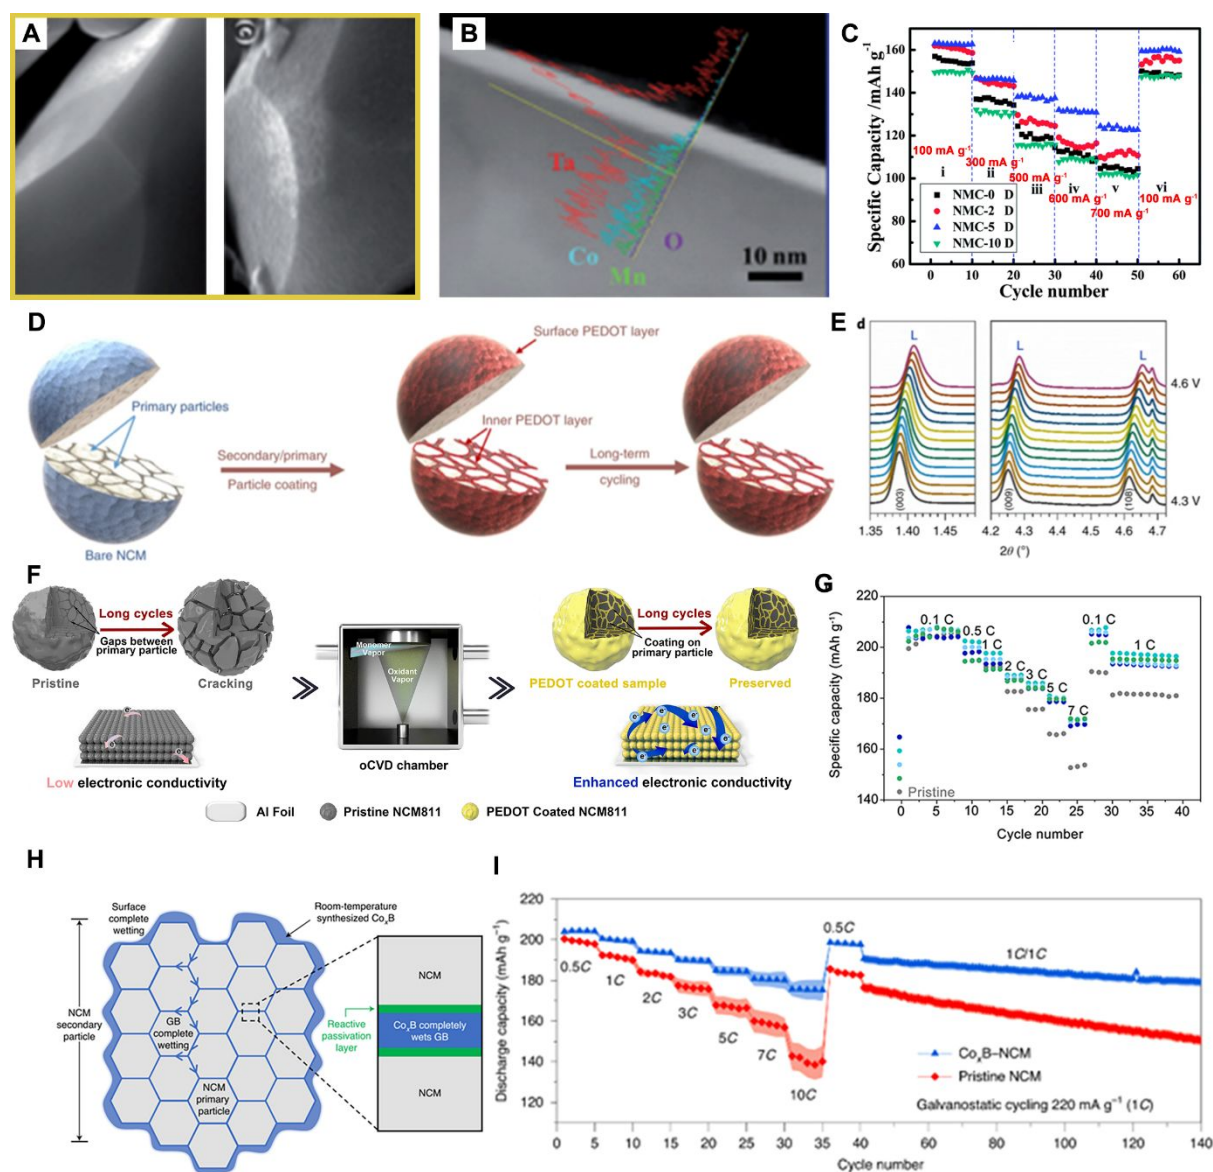 A
B
Ta
Co
Mn
O
10 nm
C
Specific Capacity /mAh g⁻¹
160
140
120
100
80
60
100 mA g⁻¹
300 mA g⁻¹
500 mA g⁻¹
600 mA g⁻¹
700 mA g⁻¹
100 mA g⁻¹
i
ii
iii
iv
v
vi
NMC-0 D
NMC-2 D
NMC-5 D
NMC-10 D
0 10 20 30 40 50 60
Cycle number
D
Primary particles
Bare NCM
Secondary/primary
Particle coating
Surface PEDOT layer
Inner PEDOT layer
Long-term
cycling
E
d
L
L
L
4.6 V
4.3 V
(003)
(009)
(108)
1.35 1.40 1.45
4.2 4.3 4.4 4.5 4.6 4.7
2θ (°)
F
Long cycles
Gaps between
primary particle
Pristine
Cracking
Low electronic conductivity
Monomer
Vapor
Oxidant
Vapor
oCVD chamber
Long cycles
Coating on
primary particle
PEDOT coated sample
Preserved
Enhanced electronic conductivity
Al Foil
Pristine NCM811
PEDOT Coated NCM811
G
Specific capacity (mAh g⁻¹)
220
200
180
160
140
0.1 C
0.5 C
1 C
2 C
3 C
5 C
7 C
0.1 C
1 C
Pristine
0 5 10 15 20 25 30 35 40
Cycle number
H
Surface
complete
wetting
Room-temperature
synthesized CoₓB
NCM
secondary
particle
GB
complete
wetting
NCM
primary
particle
Reactive
passivation
layer
NCM
CoₓB completely
wets GB
NCM
I
Discharge capacity (mAh g⁻¹)
220
200
180
160
140
120
110
0.5C
1C
2C
3C
5C
7C
10C
0.5C
1C/1C
CoₓB–NCM
Pristine NCM
Galvanostatic cycling 220 mA g⁻¹ (1C)
0 5 10 15 20 25 30 35 40 60 80 100 120 140
Cycle number